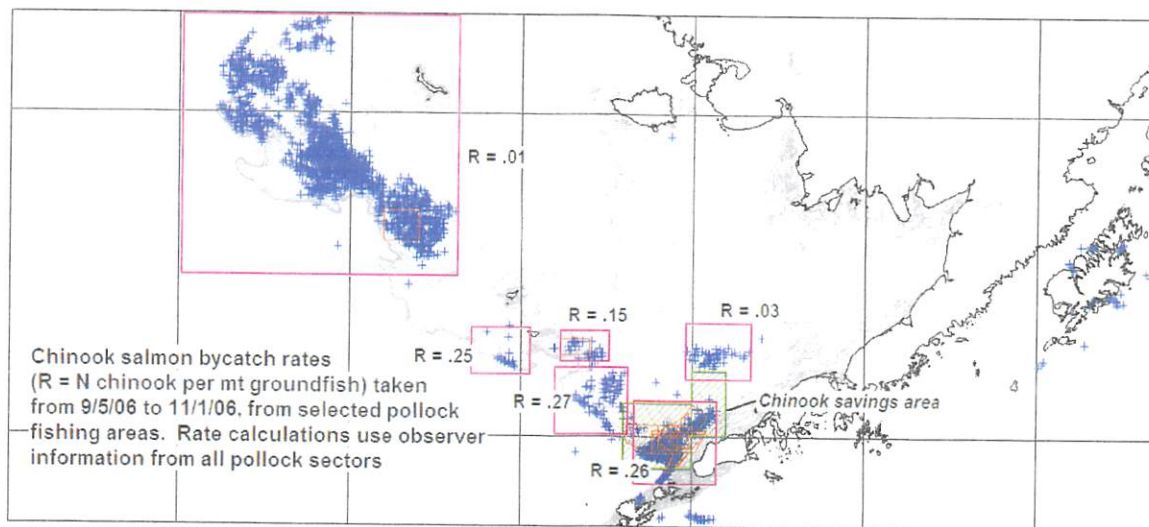 R = .01
R = .15
R = .03
R = .25
Chinook salmon bycatch rates
(R = N chinook per mt groundfish) taken
from 9/5/06 to 11/1/06, from selected pollock
fishing areas.  Rate calculations use observer
information from all pollock sectors
R = .27
Chinook savings area
R = .26